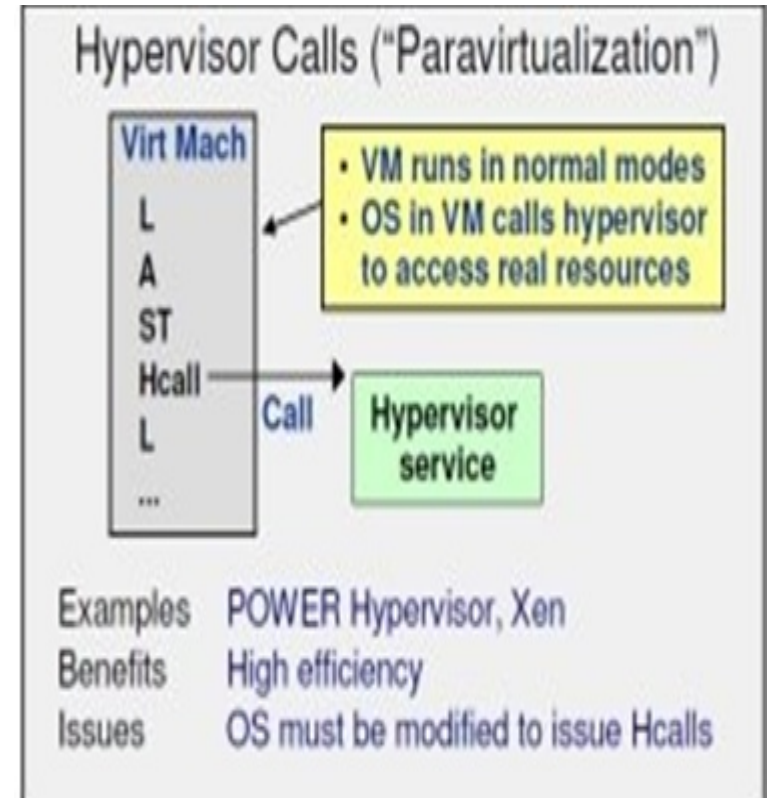 Hypervisor Calls ("Paravirtualization")
Virt Mach
L
A
ST
Hcall
L
...
• VM runs in normal modes
• OS in VM calls hypervisor
to access real resources
Call
Hypervisor
service
Examples POWER Hypervisor, Xen
Benefits High efficiency
Issues OS must be modified to issue Hcalls